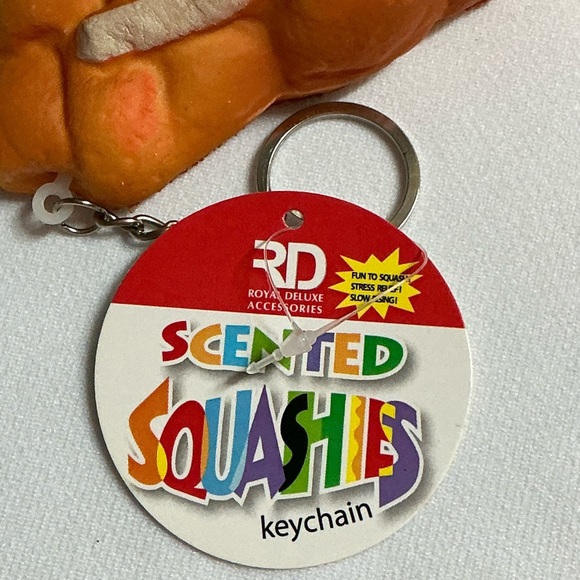 RD
ROYAL DELUXE
ACCESSORIES
FUN TO SQUASH!
STRESS RELIEF!
SLOW RISING!
SCENTED
SQUASHIES
keychain